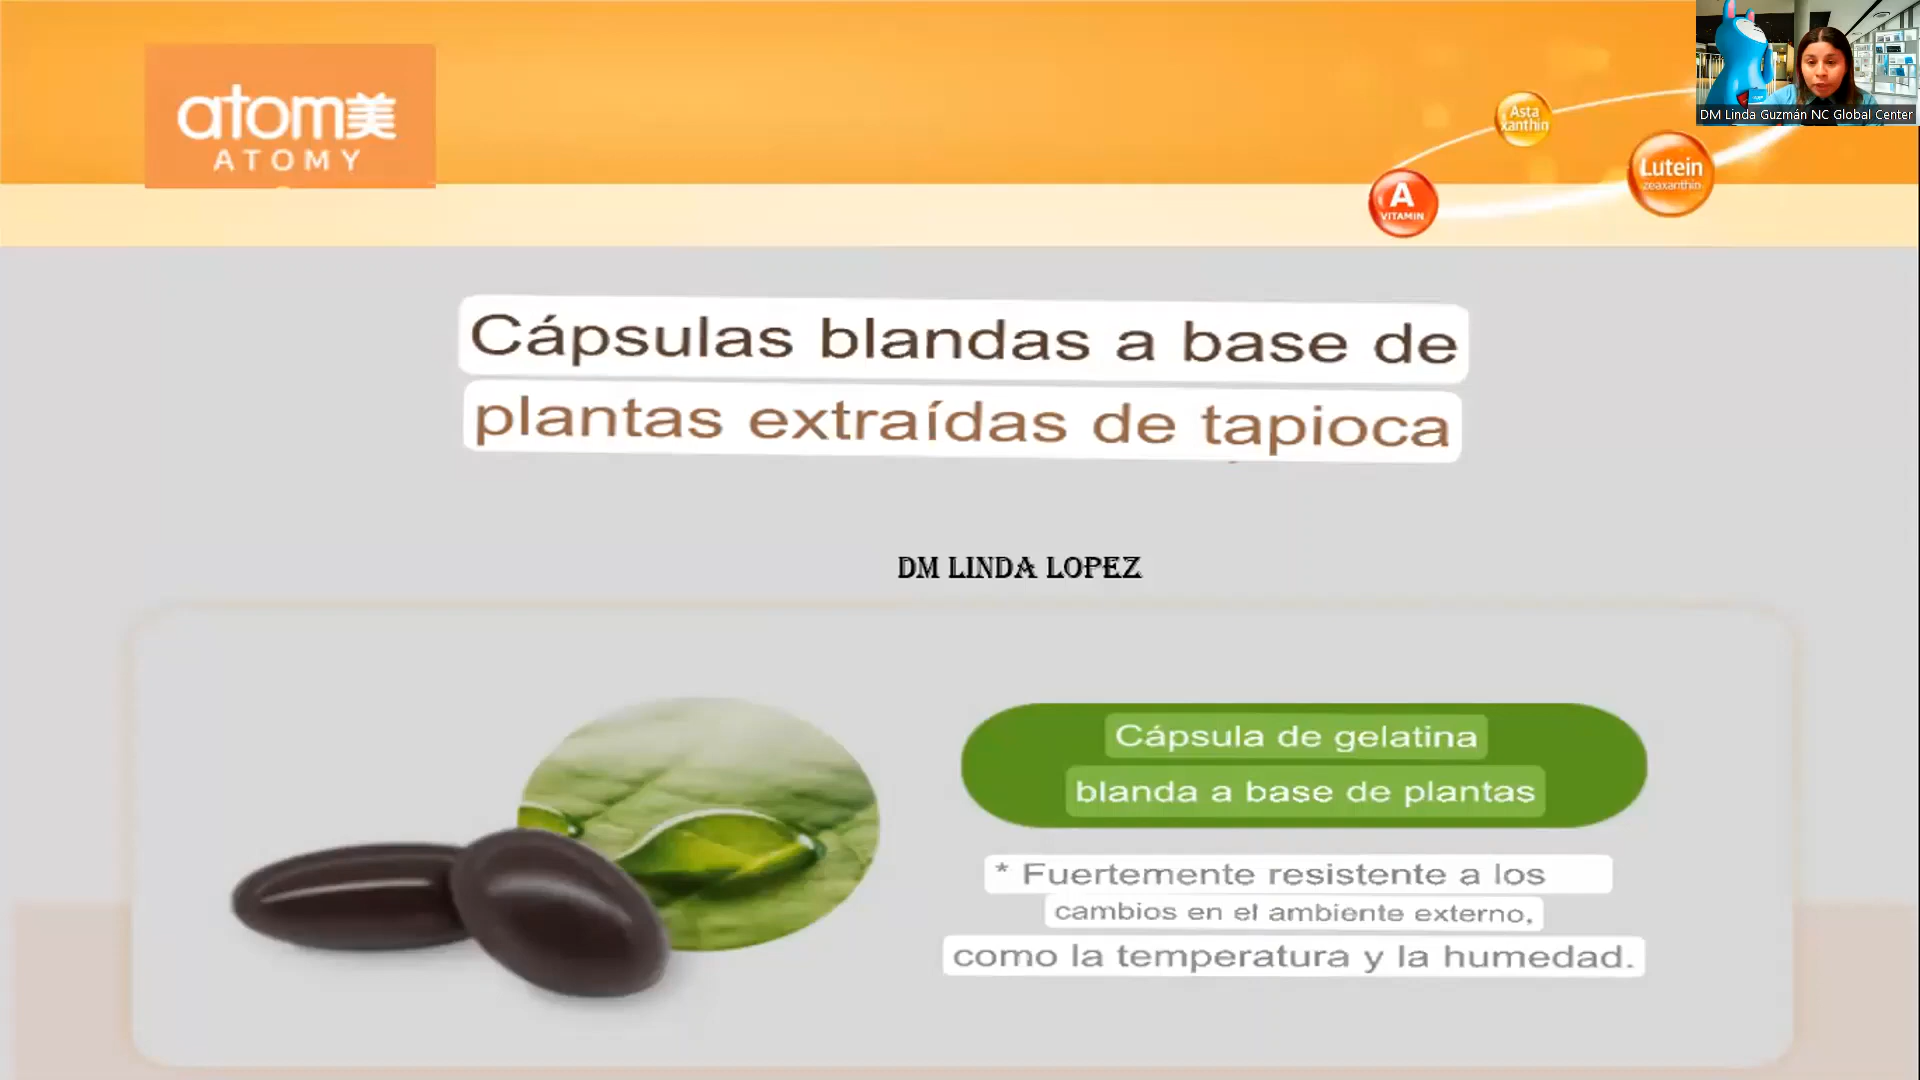 atom美
ATOMY
Asta
xanthin
A
VITAMIN
Lutein
zeaxanthin
DM Linda Guzmán NC Global Center
Cápsulas blandas a base de
plantas extraídas de tapioca
DM LINDA LOPEZ
Cápsula de gelatina
blanda a base de plantas
* Fuertemente resistente a los
cambios en el ambiente externo,
como la temperatura y la humedad.